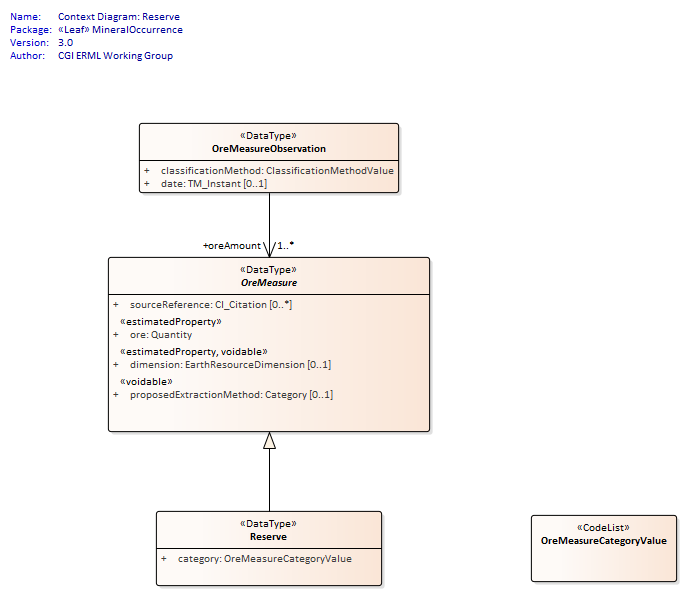 Name: Context Diagram: Reserve
Package: «Leaf» MineralOccurrence
Version: 3.0
Author: CGI ERML Working Group
«DataType»
OreMeasureObservation
+ classificationMethod: ClassificationMethodValue
+ date: TM_Instant [0..1]
+oreAmount 1..*
«DataType»
OreMeasure
+ sourceReference: CI_Citation [0..*]
«estimatedProperty»
+ ore: Quantity
«estimatedProperty, voidable»
+ dimension: EarthResourceDimension [0..1]
«voidable»
+ proposedExtractionMethod: Category [0..1]
«DataType»
Reserve
+ category: OreMeasureCategoryValue
«CodeList»
OreMeasureCategoryValue